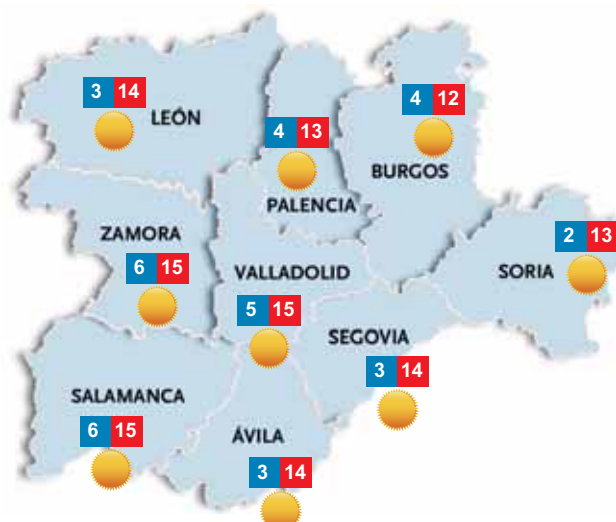 3 14
LEÓN
4 12
4 13
BURGOS
PALENCIA
ZAMORA
2 13
6 15
VALLADOLID
SORIA
5 15
SEGOVIA
3 14
SALAMANCA
6 15
ÁVILA
3 14